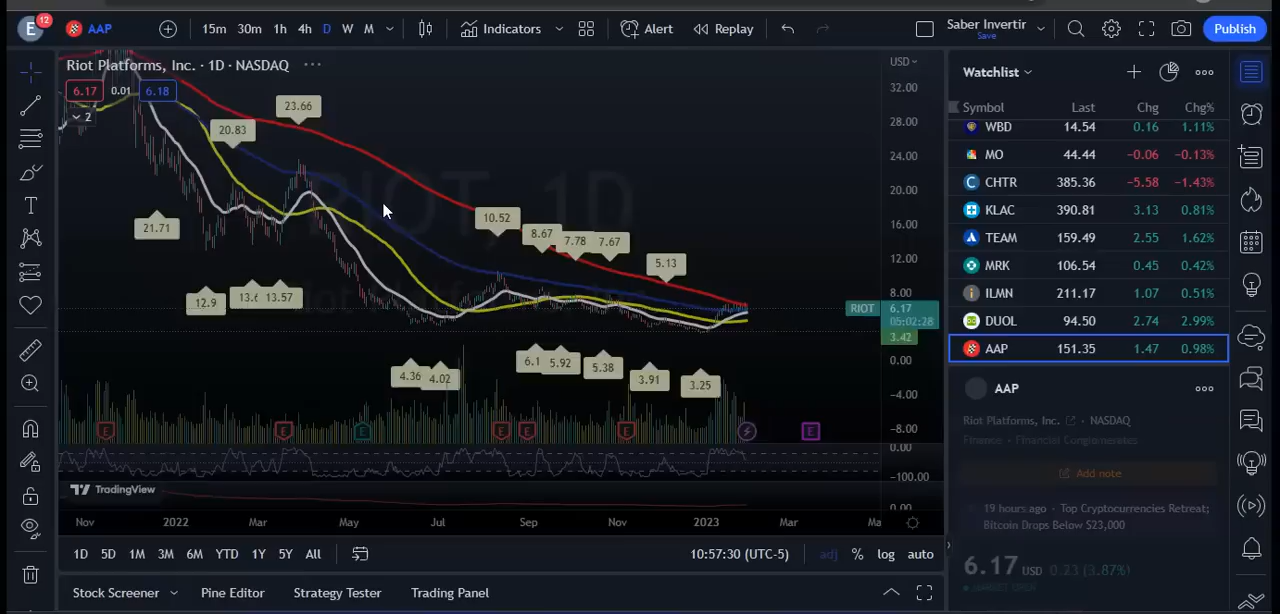 E 12 AAP 15m 30m 1h 4h D W M Indicators Alert Replay Saber Invertir Save Publish
Riot Platforms, Inc. · 1D · NASDAQ
6.17 0.01 6.18
2
RIOT, 1D
23.66
20.83
21.71
12.9
13.57
10.52
8.67
7.78
7.67
5.13
4.36
4.02
5.92
5.38
3.91
3.25
E E E E E E E
TradingView
Nov 2022 Mar May Jul Sep Nov 2023 Mar Ma
USD
32.00
28.00
24.00
20.00
16.00
12.00
8.00
RIOT 6.17
05:02:28
3.42
0.00
−4.00
−8.00
0.00
−100.00
0.00
1D 5D 1M 3M 6M YTD 1Y 5Y All 10:57:30 (UTC-5) adj % log auto
Stock Screener Pine Editor Strategy Tester Trading Panel
Watchlist
Symbol Last Chg Chg%
WBD 14.54 0.16 1.11%
MO 44.44 −0.06 −0.13%
CHTR 385.36 −5.58 −1.43%
KLAC 390.81 3.13 0.81%
TEAM 159.49 2.55 1.62%
MRK 106.54 0.45 0.42%
ILMN 211.17 1.07 0.51%
DUOL 94.50 2.74 2.99%
AAP 151.35 1.47 0.98%
AAP
Riot Platforms, Inc. · NASDAQ
Finance · Financial Conglomerates
Add note
19 hours ago · Top Cryptocurrencies Retreat;
Bitcoin Drops Below $23,000
6.17 USD 0.23 (3.87%)